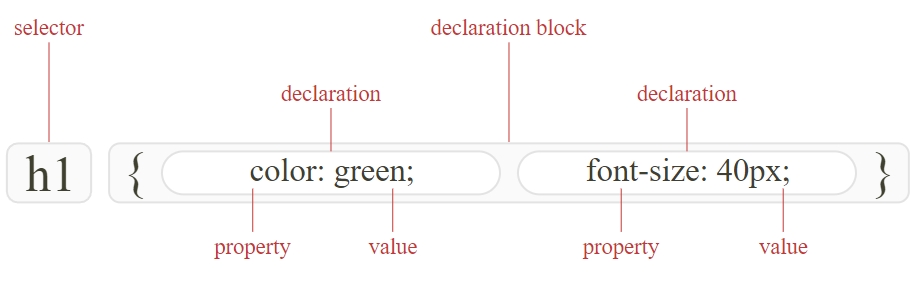 selector
declaration block
declaration
declaration
h1
{
color: green;
font-size: 40px;
}
property
value
property
value